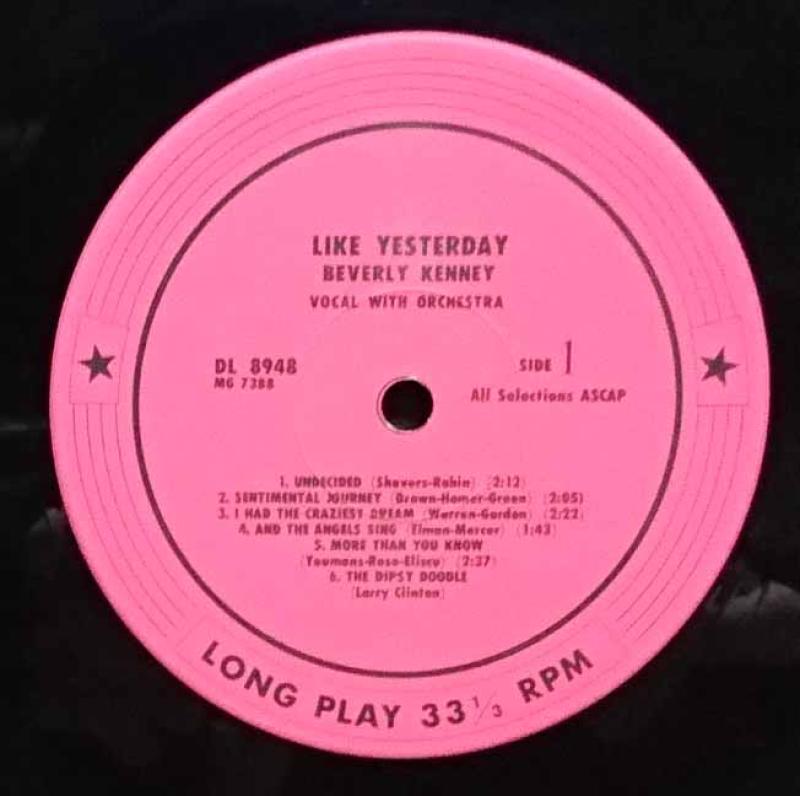 LIKE YESTERDAY
BEVERLY KENNEY
VOCAL WITH ORCHESTRA
DL 8948
MG 7388
SIDE 1
All Selections ASCAP
1. UNDECIDED (Shavers-Robin) (2:12)
2. SENTIMENTAL JOURNEY (Brown-Homer-Green) (2:05)
3. I HAD THE CRAZIEST DREAM (Warren-Gordon) (2:22)
4. AND THE ANGELS SING (Elman-Mercer) (1:43)
5. MORE THAN YOU KNOW
(Youmans-Rose-Eliscu) (2:37)
6. THE DIPSY DOODLE
(Larry Clinton)
LONG PLAY 33 1/3 RPM